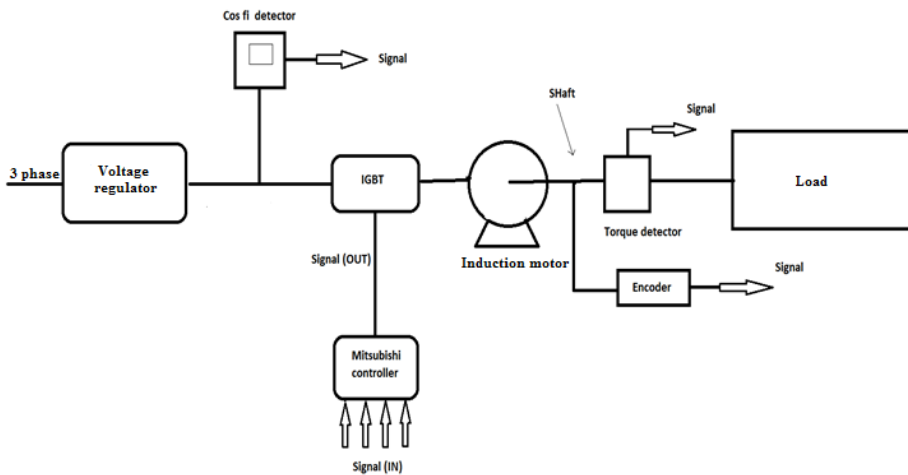 Cos fi detector
Signal
SHaft
Signal
3 phase
Voltage
regulator
IGBT
Load
Torque detector
Signal (OUT)
Induction motor
Signal
Encoder
Mitsubishi
controller
Signal (IN)